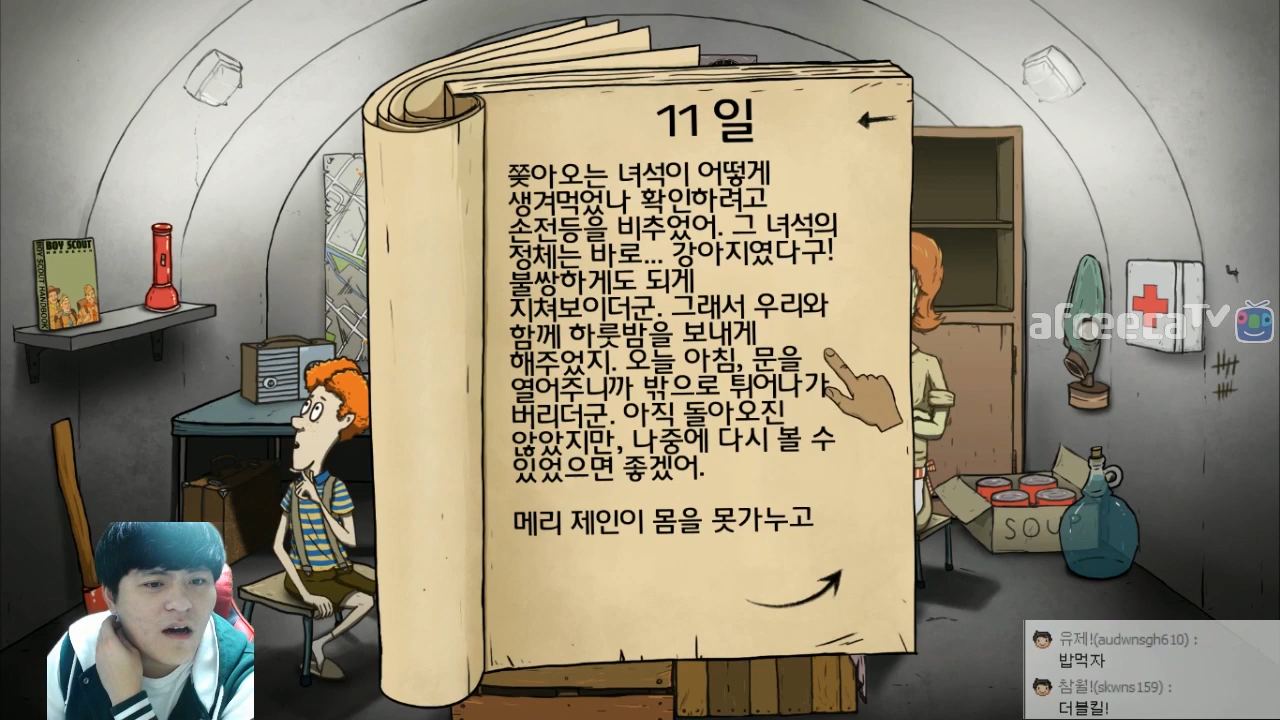 11 일
쫓아오는 녀석이 어떻게
생겨먹었나 확인하려고
손전등을 비추었어. 그 녀석의
정체는 바로... 강아지였다구!
불쌍하게도 되게
지쳐보이더군. 그래서 우리와
함께 하룻밤을 보내게
해주었지. 오늘 아침, 문을
열어주니까 밖으로 튀어나가
버리더군. 아직 돌아오진
않았지만, 나중에 다시 볼 수
있었으면 좋겠어.
메리 제인이 몸을 못가누고
BOY SCOUT
BOY SCOUT HANDBOOK
afreecaTV
SOU
유제!(audwnsgh610) :
밥먹자
참월!(skwns159) :
더블킬!